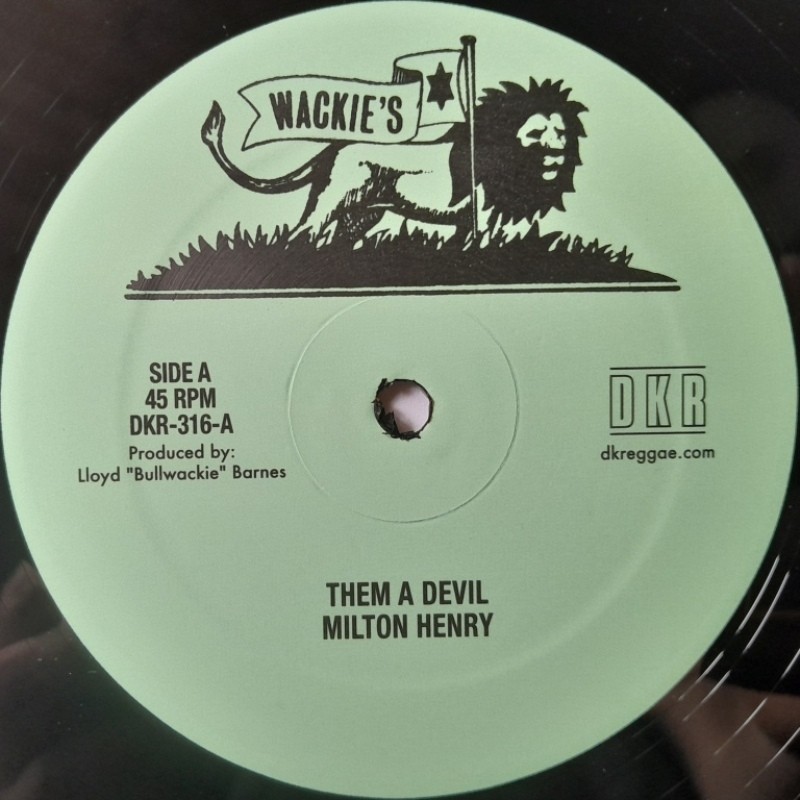 WACKIE'S
SIDE A
45 RPM
DKR-316-A
Produced by:
Lloyd "Bullwackie" Barnes
DKR
dkreggae.com
THEM A DEVIL
MILTON HENRY